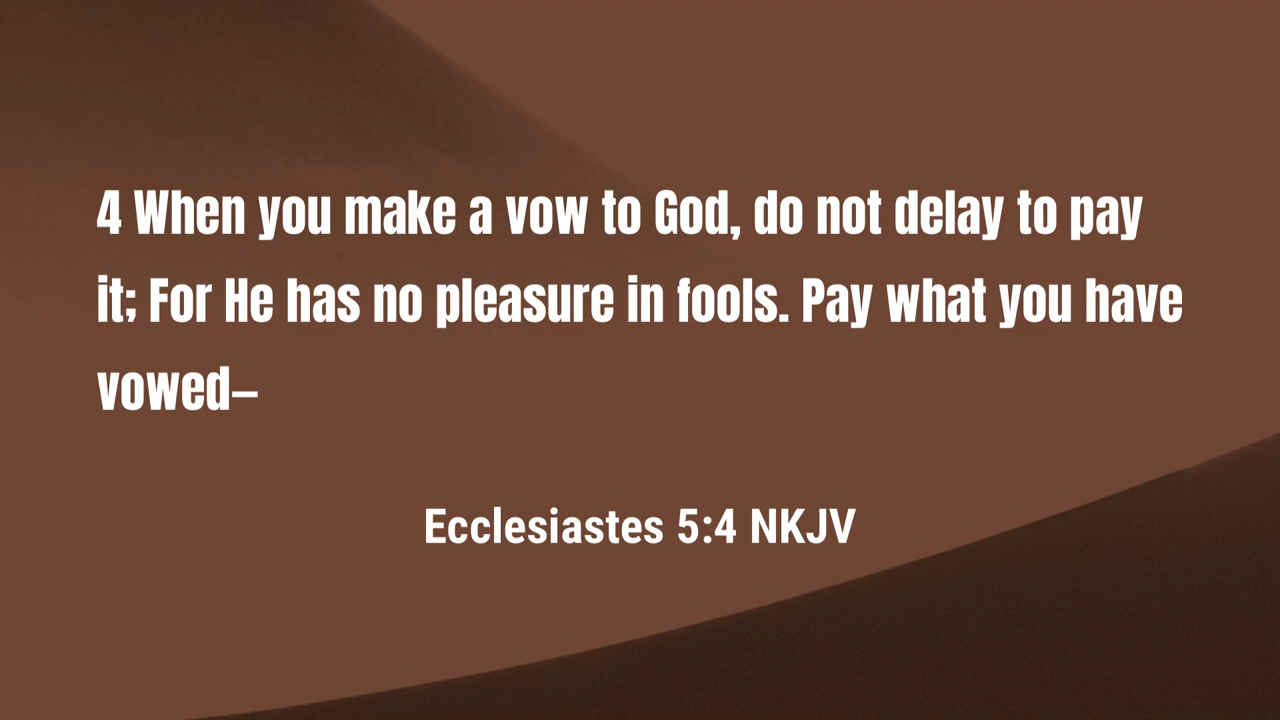 4 When you make a vow to God, do not delay to pay
it; For He has no pleasure in fools. Pay what you have
vowed—
Ecclesiastes 5:4 NKJV